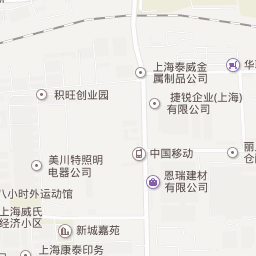 上海泰威金
属制品公司
华
积旺创业园
捷锐企业(上海)
有限公司
美川特照明
电器公司
中国移动
丽
仓
恩瑞建材
有限公司
八小时外运动馆
上海威氏
经济小区
新城嘉苑
上海康泰印务